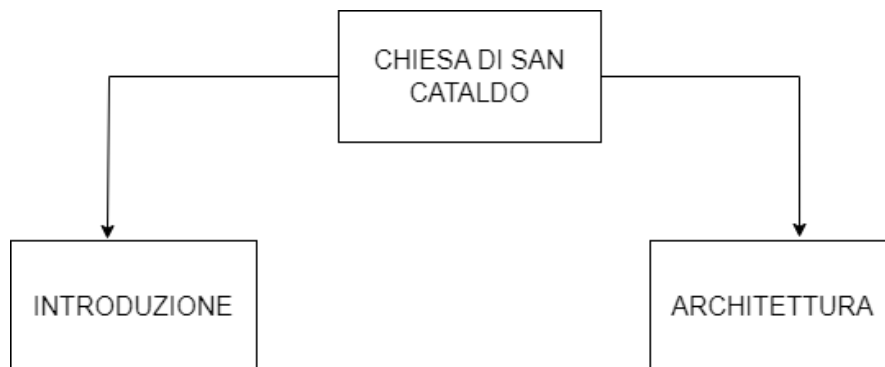 CHIESA DI SAN
CATALDO
INTRODUZIONE
ARCHITETTURA